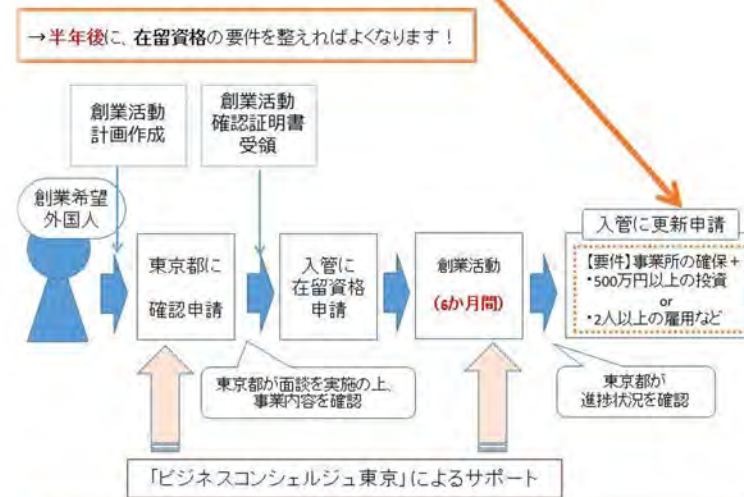 →半年後に、在留資格の要件を整えればよくなります！
創業活動
計画作成
創業活動
確認証明書
受領
創業希望
外国人
東京都に
確認申請
入管に
在留資格
申請
創業活動
(6か月間)
入管に更新申請
【要件】事業所の確保+
・500万円以上の投資
or
・2人以上の雇用など
東京都が面談を実施の上、
事業内容を確認
東京都が
進捗状況を確認
「ビジネスコンシェルジュ東京」によるサポート